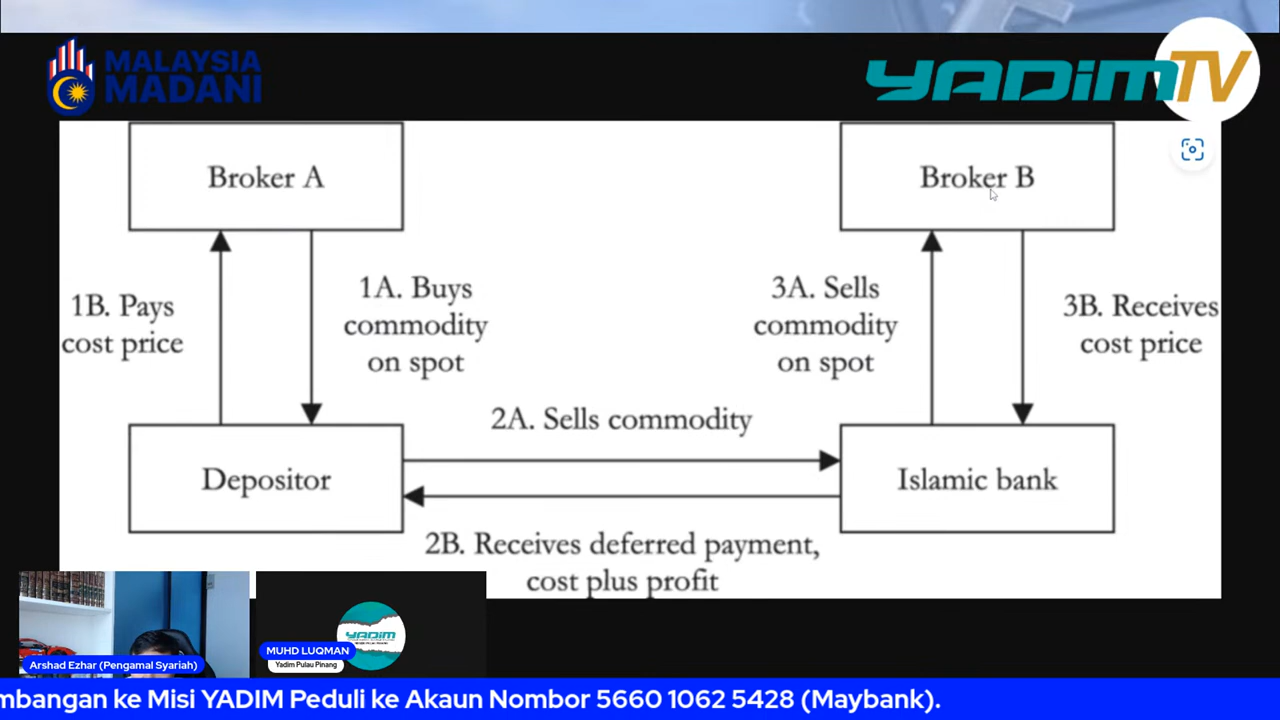 MALAYSIA
MADANI
YADIM TV
Broker A
Broker B
1B. Pays
cost price
1A. Buys
commodity
on spot
3A. Sells
commodity
on spot
3B. Receives
cost price
2A. Sells commodity
Depositor
Islamic bank
2B. Receives deferred payment,
cost plus profit
Arshad Ezhar (Pengamal Syariah)
YADIM
MUHD LUQMAN
Yadim Pulau Pinang
mbangan ke Misi YADIM Peduli ke Akaun Nombor 5660 1062 5428 (Maybank).